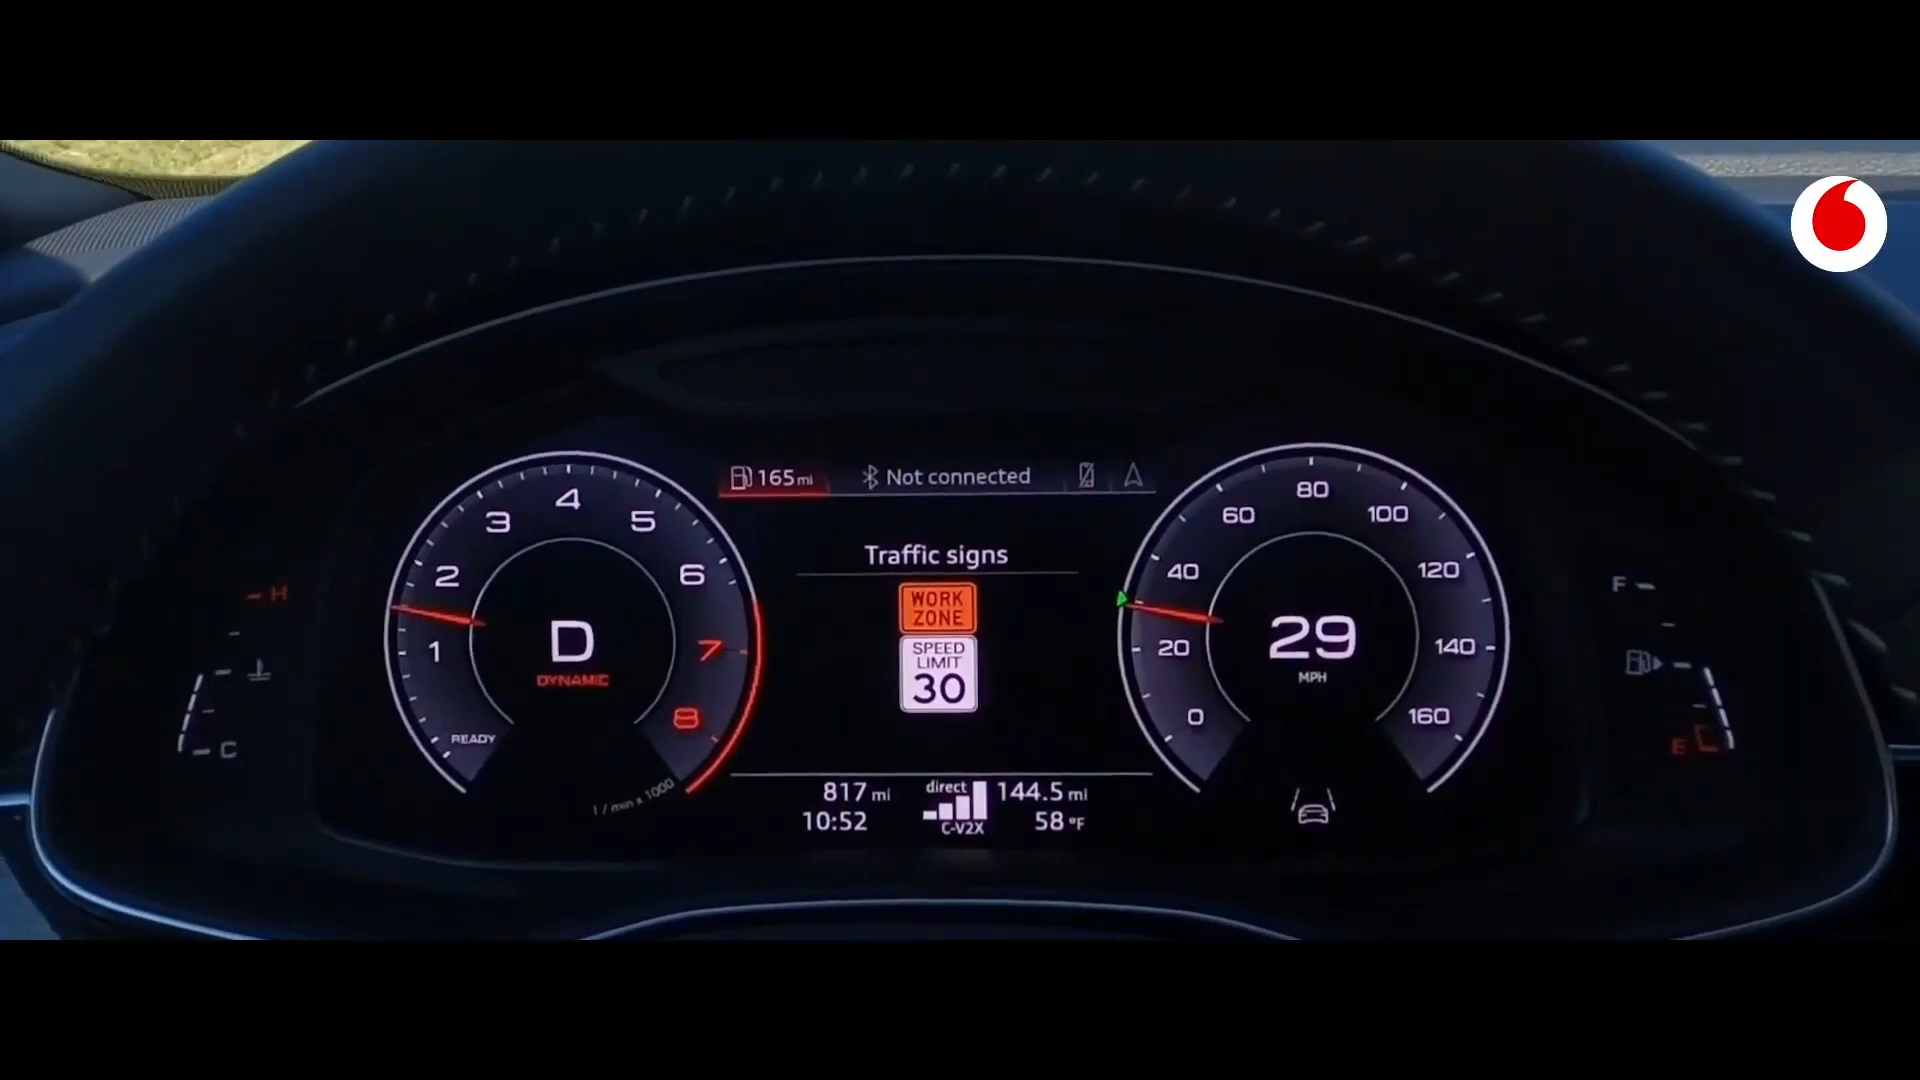 165 mi
Not connected
Traffic signs
WORK
ZONE
SPEED
LIMIT
30
817 mi
10:52
direct
C-V2X
144.5 mi
58 °F
1
2
3
4
5
6
7
8
D
DYNAMIC
READY
1 / min x 1000
0
20
40
60
80
100
120
140
160
29
MPH
H
C
F
E